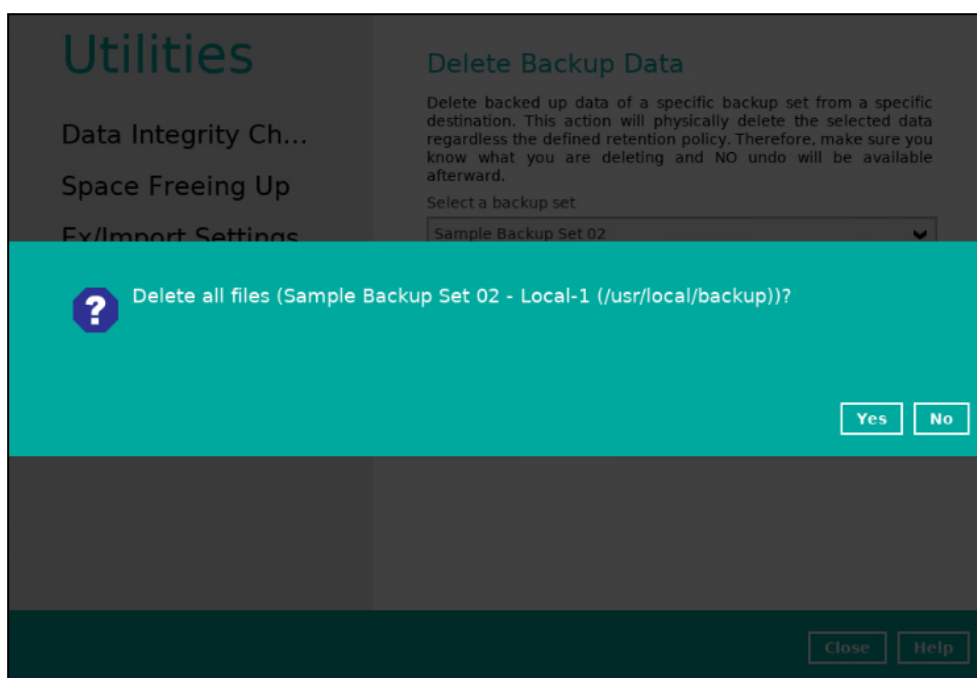 Utilities
Data Integrity Ch...
Space Freeing Up
Ex/Import Settings
Delete Backup Data
Delete backed up data of a specific backup set from a specific
destination. This action will physically delete the selected data
regardless the defined retention policy. Therefore, make sure you
know what you are deleting and NO undo will be available
afterward.
Select a backup set
Sample Backup Set 02
?
Delete all files (Sample Backup Set 02 - Local-1 (/usr/local/backup))?
Yes
No
Close
Help